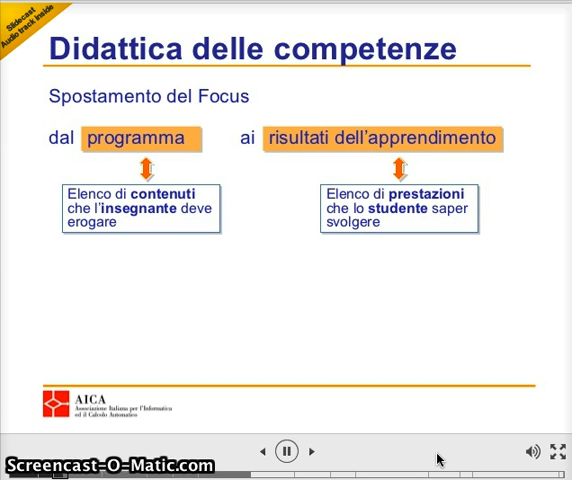 Slidecast
Audio track inside
Didattica delle competenze
Spostamento del Focus
dal programma ai risultati dell'apprendimento
Elenco di contenuti
che l'insegnante deve
erogare
Elenco di prestazioni
che lo studente saper
svolgere
AICA
Associazione Italiana per l'Informatica
ed il Calcolo Automatico
Screencast-O-Matic.com